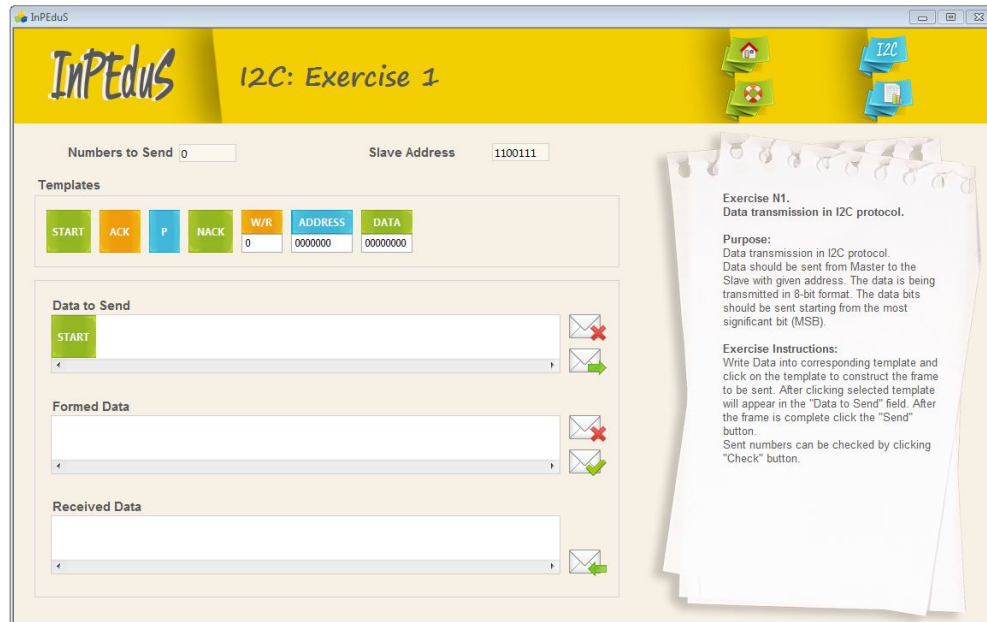 InPEduS
InPEduS
I2C: Exercise 1
I2C
Numbers to Send 0
Slave Address 1100111
Templates
START
ACK
P
NACK
W/R
0
ADDRESS
0000000
DATA
00000000
Data to Send
START
Formed Data
Received Data
Exercise N1.
Data transmission in I2C protocol.
Purpose:
Data transmission in I2C protocol.
Data should be sent from Master to the
Slave with given address. The data is being
transmitted in 8-bit format. The data bits
should be sent starting from the most
significant bit (MSB).
Exercise Instructions:
Write Data into corresponding template and
click on the template to construct the frame
to be sent. After clicking selected template
will appear in the "Data to Send" field. After
the frame is complete click the "Send"
button.
Sent numbers can be checked by clicking
"Check" button.